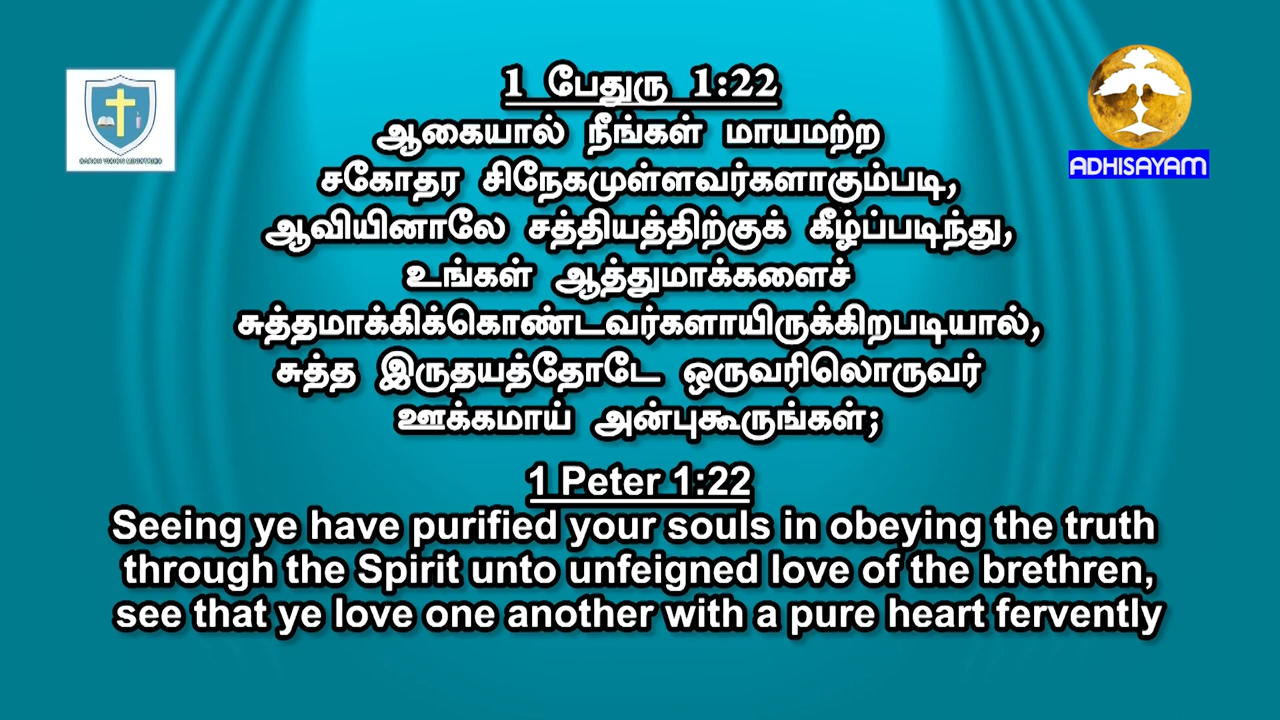 1 பேதுரு 1:22
ஆகையால் நீங்கள் மாயமற்ற
சகோதர சிநேகமுள்ளவர்களாகும்படி,
ஆவியினாலே சத்தியத்திற்குக் கீழ்ப்படிந்து,
உங்கள் ஆத்துமாக்களைச்
சுத்தமாக்கிக்கொண்டவர்களாயிருக்கிறபடியால்,
சுத்த இருதயத்தோடே ஒருவரிலொருவர்
ஊக்கமாய் அன்புகூருங்கள்;
1 Peter 1:22
Seeing ye have purified your souls in obeying the truth
through the Spirit unto unfeigned love of the brethren,
see that ye love one another with a pure heart fervently
ADHISAYAM
VISION MINISTRIES